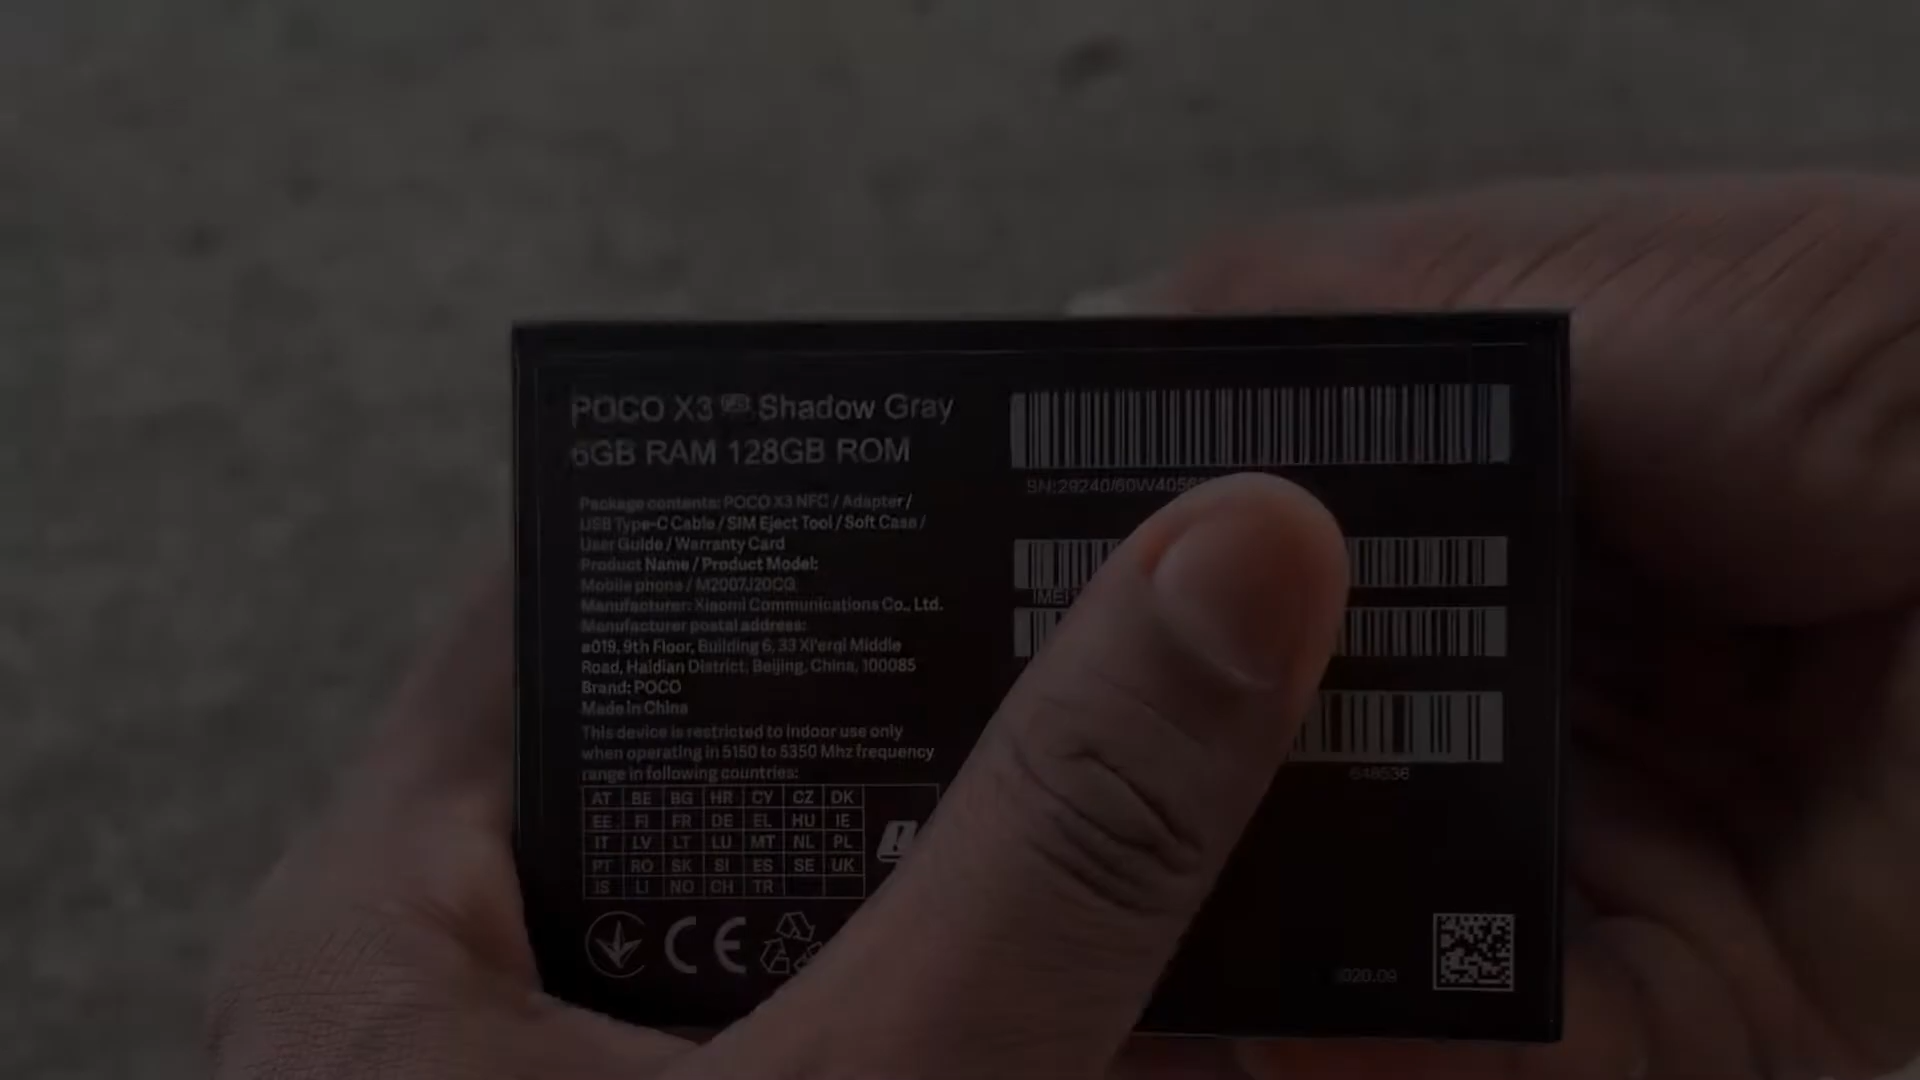 POCO X3 NFC Shadow Gray
6GB RAM 128GB ROM
Package contents: POCO X3 NFC / Adapter /
USB Type-C Cable / SIM Eject Tool / Soft Case /
User Guide / Warranty Card
Product Name / Product Model:
Mobile phone / M2007J20CG
Manufacturer: Xiaomi Communications Co., Ltd.
Manufacturer postal address:
#019, 9th Floor, Building 6, 33 Xi'erqi Middle
Road, Haidian District, Beijing, China, 100085
Brand: POCO
Made in China
This device is restricted to indoor use only
when operating in 5150 to 5350 Mhz frequency
range in following countries:
AT BE BG HR CY CZ DK
EE FI FR DE EL HU IE
IT LV LT LU MT NL PL
PT RO SK SI ES SE UK
IS LI NO CH TR
CE
IMEI
648536